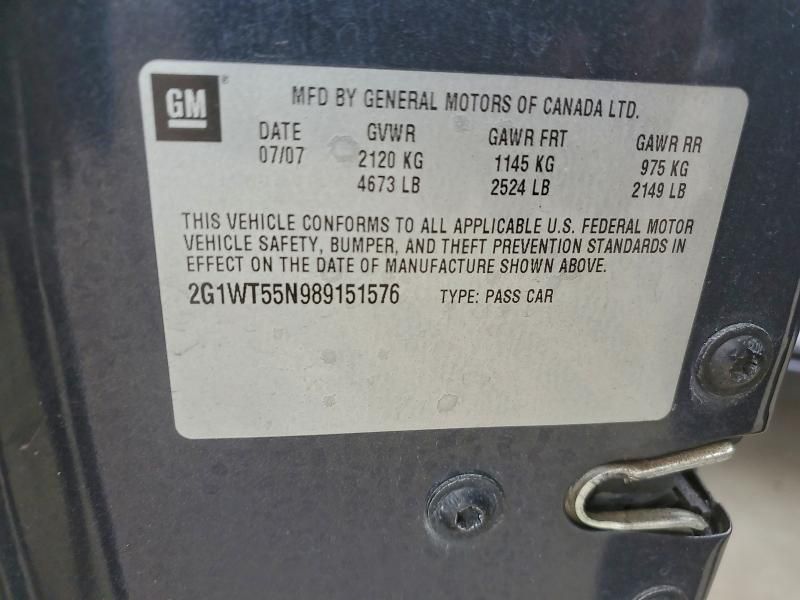 GM®
MFD BY GENERAL MOTORS OF CANADA LTD.
DATE GVWR GAWR FRT GAWR RR
07/07 2120 KG 1145 KG 975 KG
4673 LB 2524 LB 2149 LB
THIS VEHICLE CONFORMS TO ALL APPLICABLE U.S. FEDERAL MOTOR
VEHICLE SAFETY, BUMPER, AND THEFT PREVENTION STANDARDS IN
EFFECT ON THE DATE OF MANUFACTURE SHOWN ABOVE.
2G1WT55N989151576 TYPE: PASS CAR